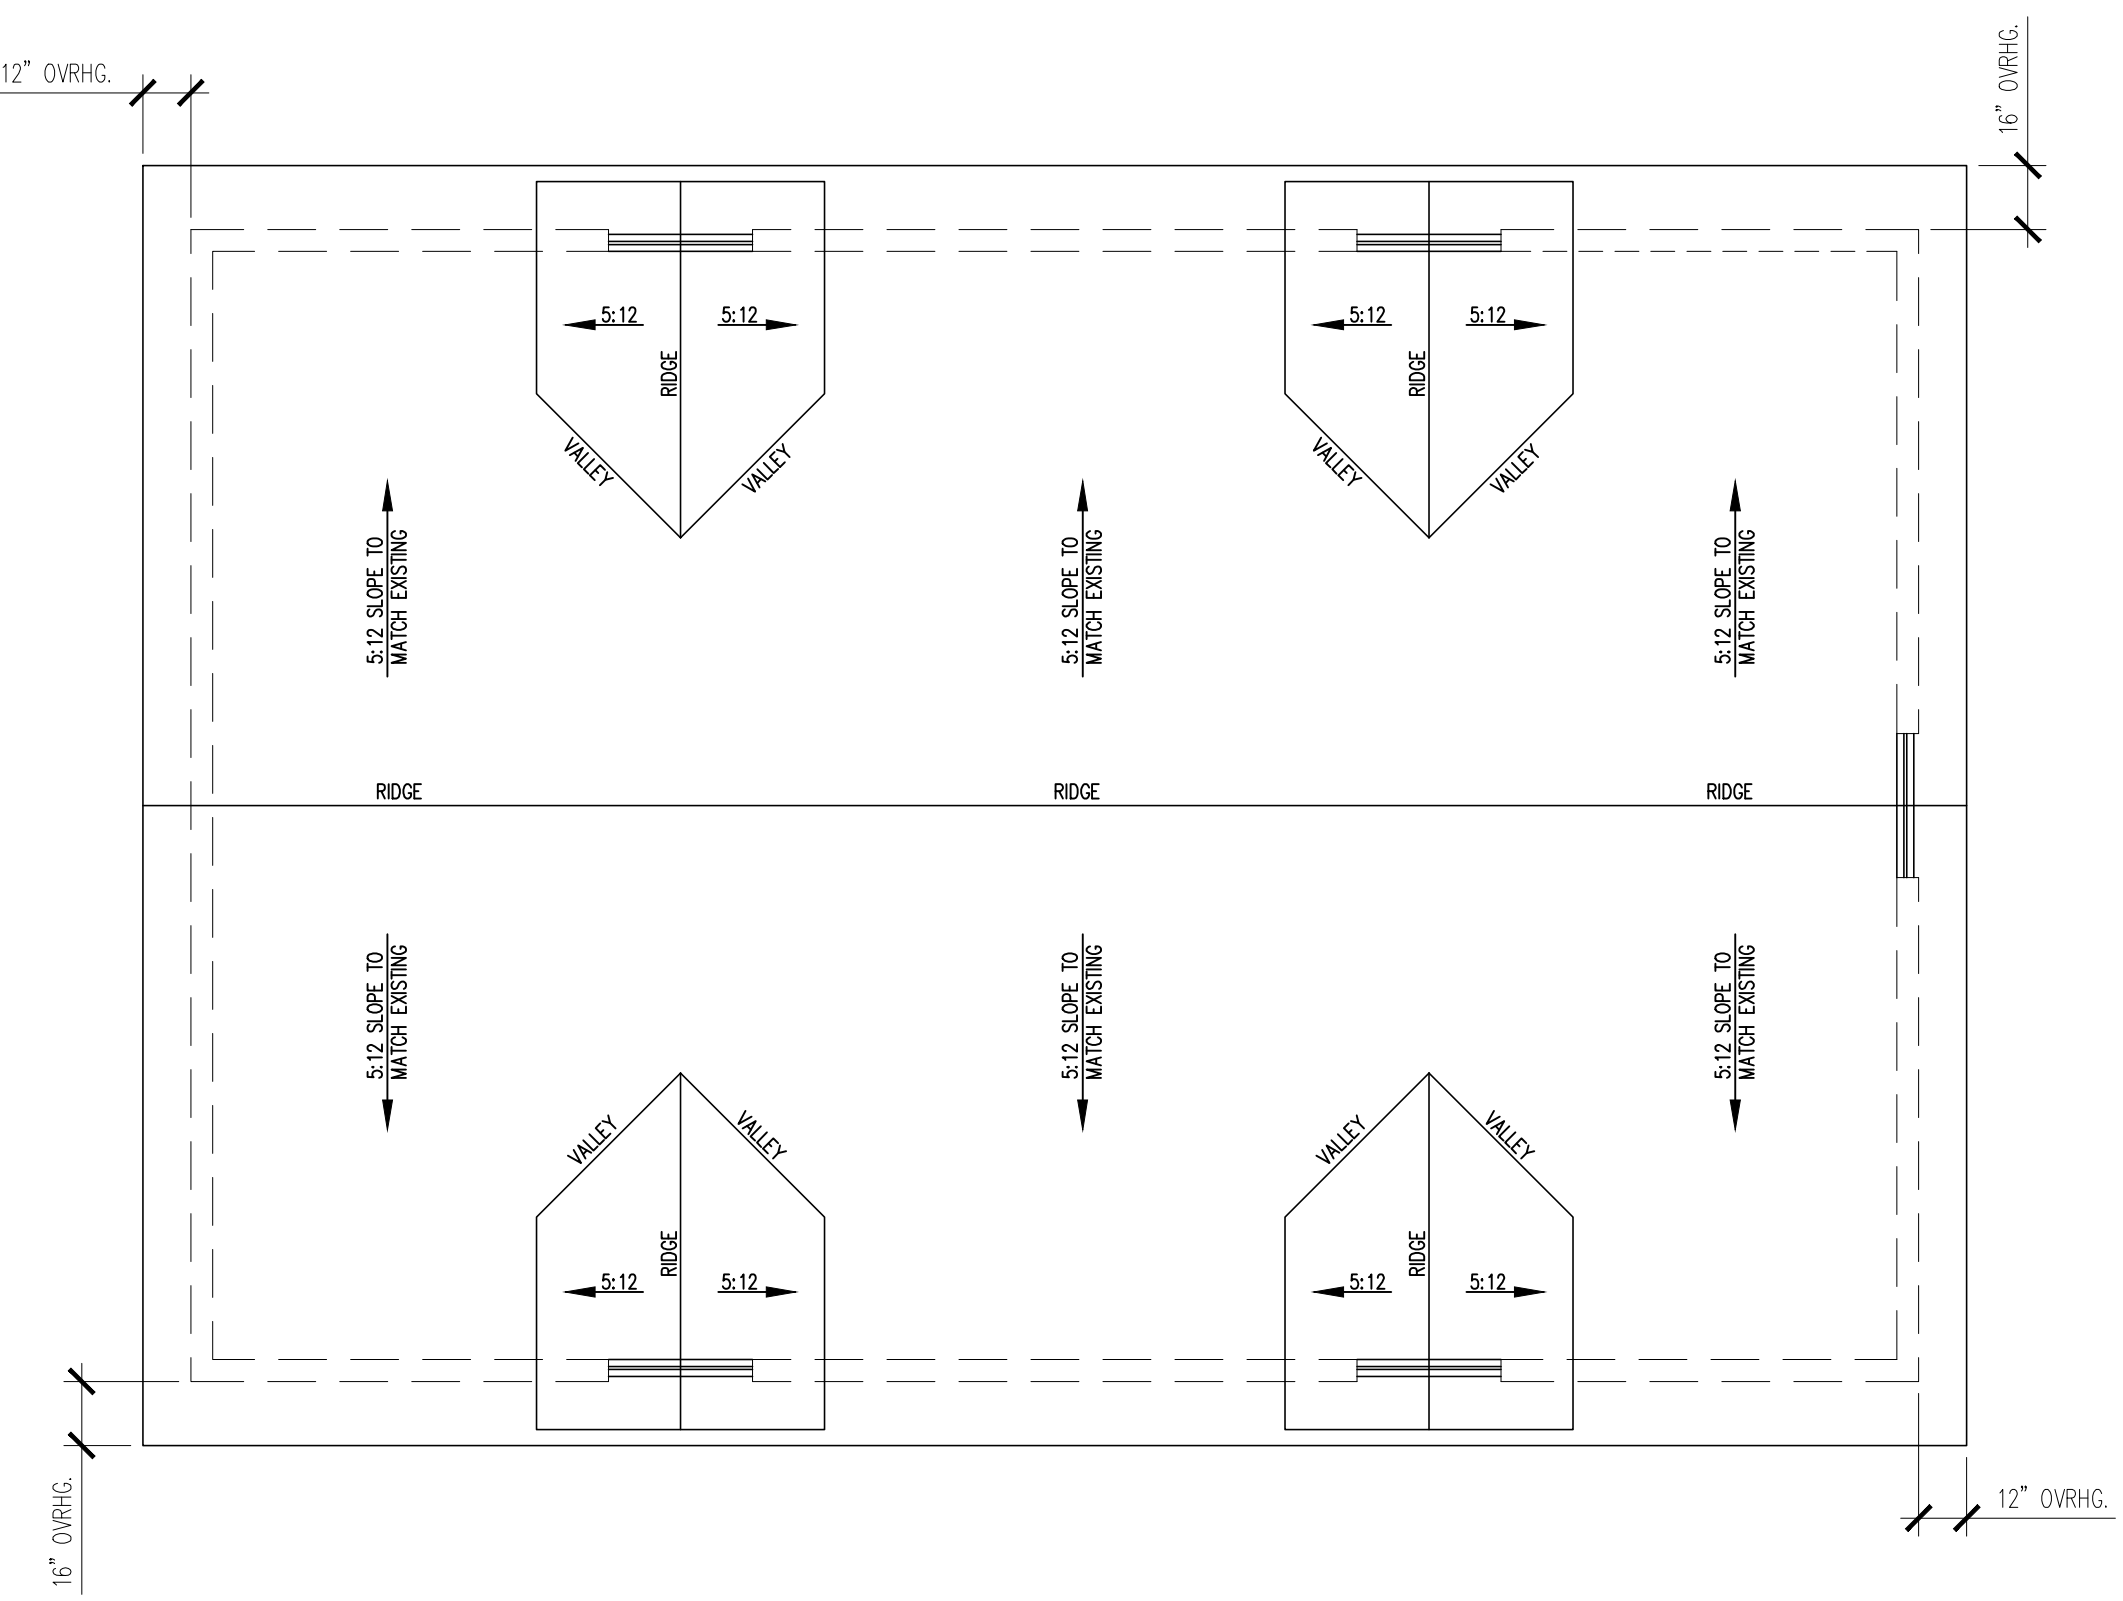 12” OVRHG.
16” OVRHG.
5:12
5:12
RIDGE
VALLEY
VALLEY
5:12
5:12
RIDGE
VALLEY
VALLEY
5:12 SLOPE TO
MATCH EXISTING
5:12 SLOPE TO
MATCH EXISTING
5:12 SLOPE TO
MATCH EXISTING
RIDGE
RIDGE
RIDGE
5:12 SLOPE TO
MATCH EXISTING
5:12 SLOPE TO
MATCH EXISTING
5:12 SLOPE TO
MATCH EXISTING
VALLEY
VALLEY
RIDGE
5:12
5:12
VALLEY
VALLEY
RIDGE
5:12
5:12
16” OVRHG.
12” OVRHG.